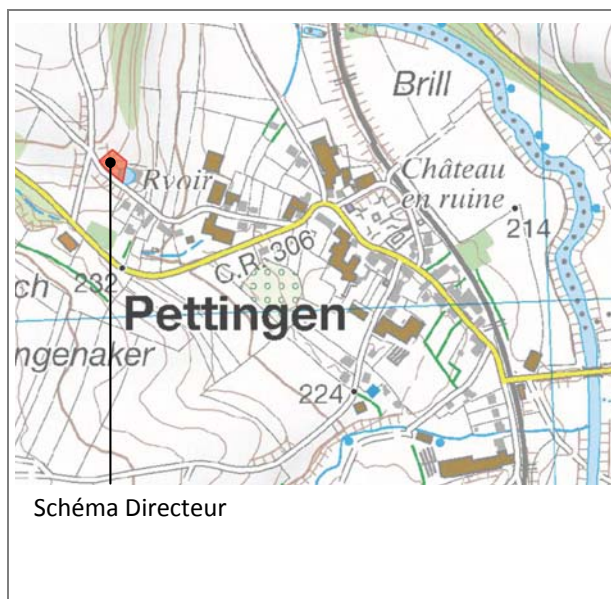 Brill
Rvoir
Château
en ruine
214
C.R. 306
232
ch
Pettingen
ngenaker
224
Schéma Directeur